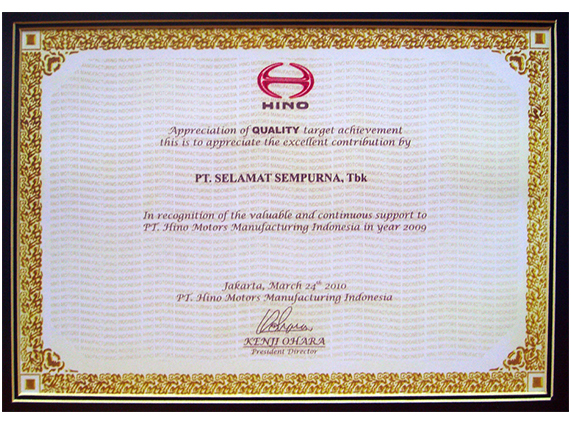 HINO
Appreciation of QUALITY target achievement
this is to appreciate the excellent contribution by
PT. SELAMAT SEMPURNA, Tbk
In recognition of the valuable and continuous support to
PT. Hino Motors Manufacturing Indonesia in year 2009
Jakarta, March 24st 2010
PT. Hino Motors Manufacturing Indonesia
KENJI OHARA
President Director